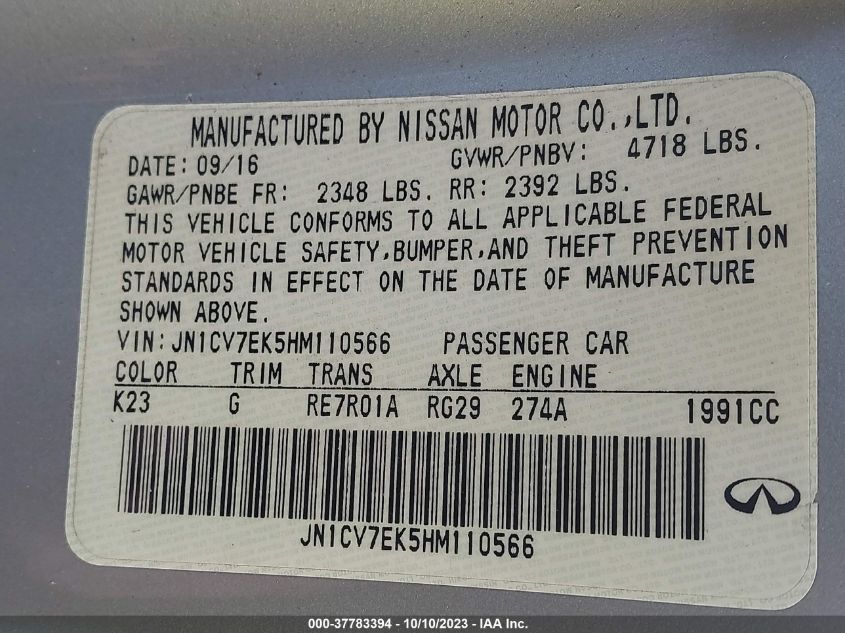 MANUFACTURED BY NISSAN MOTOR CO.,LTD.
DATE: 09/16 GVWR/PNBV: 4718 LBS.
GAWR/PNBE FR: 2348 LBS. RR: 2392 LBS.
THIS VEHICLE CONFORMS TO ALL APPLICABLE FEDERAL
MOTOR VEHICLE SAFETY,BUMPER,AND THEFT PREVENTION
STANDARDS IN EFFECT ON THE DATE OF MANUFACTURE
SHOWN ABOVE.
VIN:JN1CV7EK5HM110566 PASSENGER CAR
COLOR TRIM TRANS AXLE ENGINE
K23 G RE7R01A RG29 274A 1991CC
JN1CV7EK5HM110566
000-37783394 - 10/10/2023 - IAA Inc.